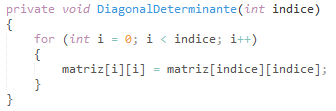 private void DiagonalDeterminante(int indice)
{
    for (int i = 0; i < indice; i++)
    {
        matriz[i][i] = matriz[indice][indice];
    }
}